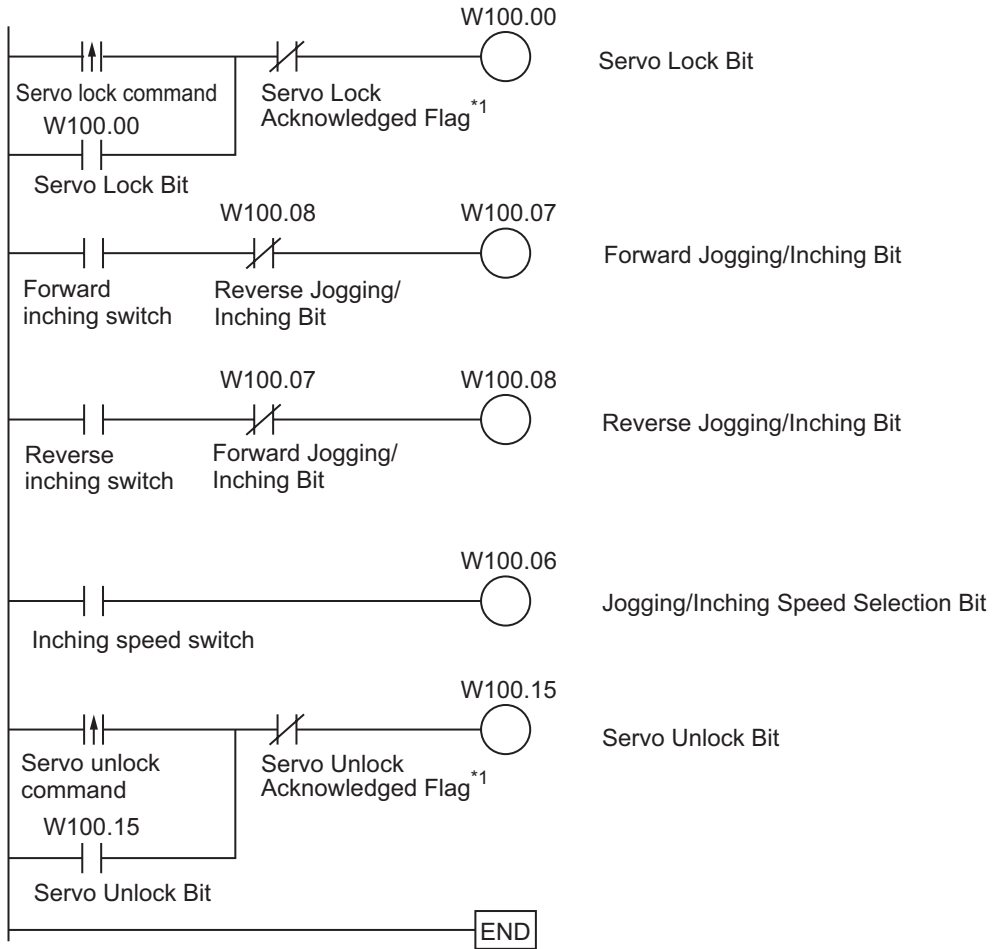 W100.00
Servo Lock Bit
Servo lock command
Servo Lock
Acknowledged Flag*1
W100.00
Servo Lock Bit
W100.08
W100.07
Forward Jogging/Inching Bit
Forward
inching switch
Reverse Jogging/
Inching Bit
W100.07
W100.08
Reverse Jogging/Inching Bit
Reverse
inching switch
Forward Jogging/
Inching Bit
W100.06
Jogging/Inching Speed Selection Bit
Inching speed switch
W100.15
Servo Unlock Bit
Servo unlock
command
Servo Unlock
Acknowledged Flag*1
W100.15
Servo Unlock Bit
END